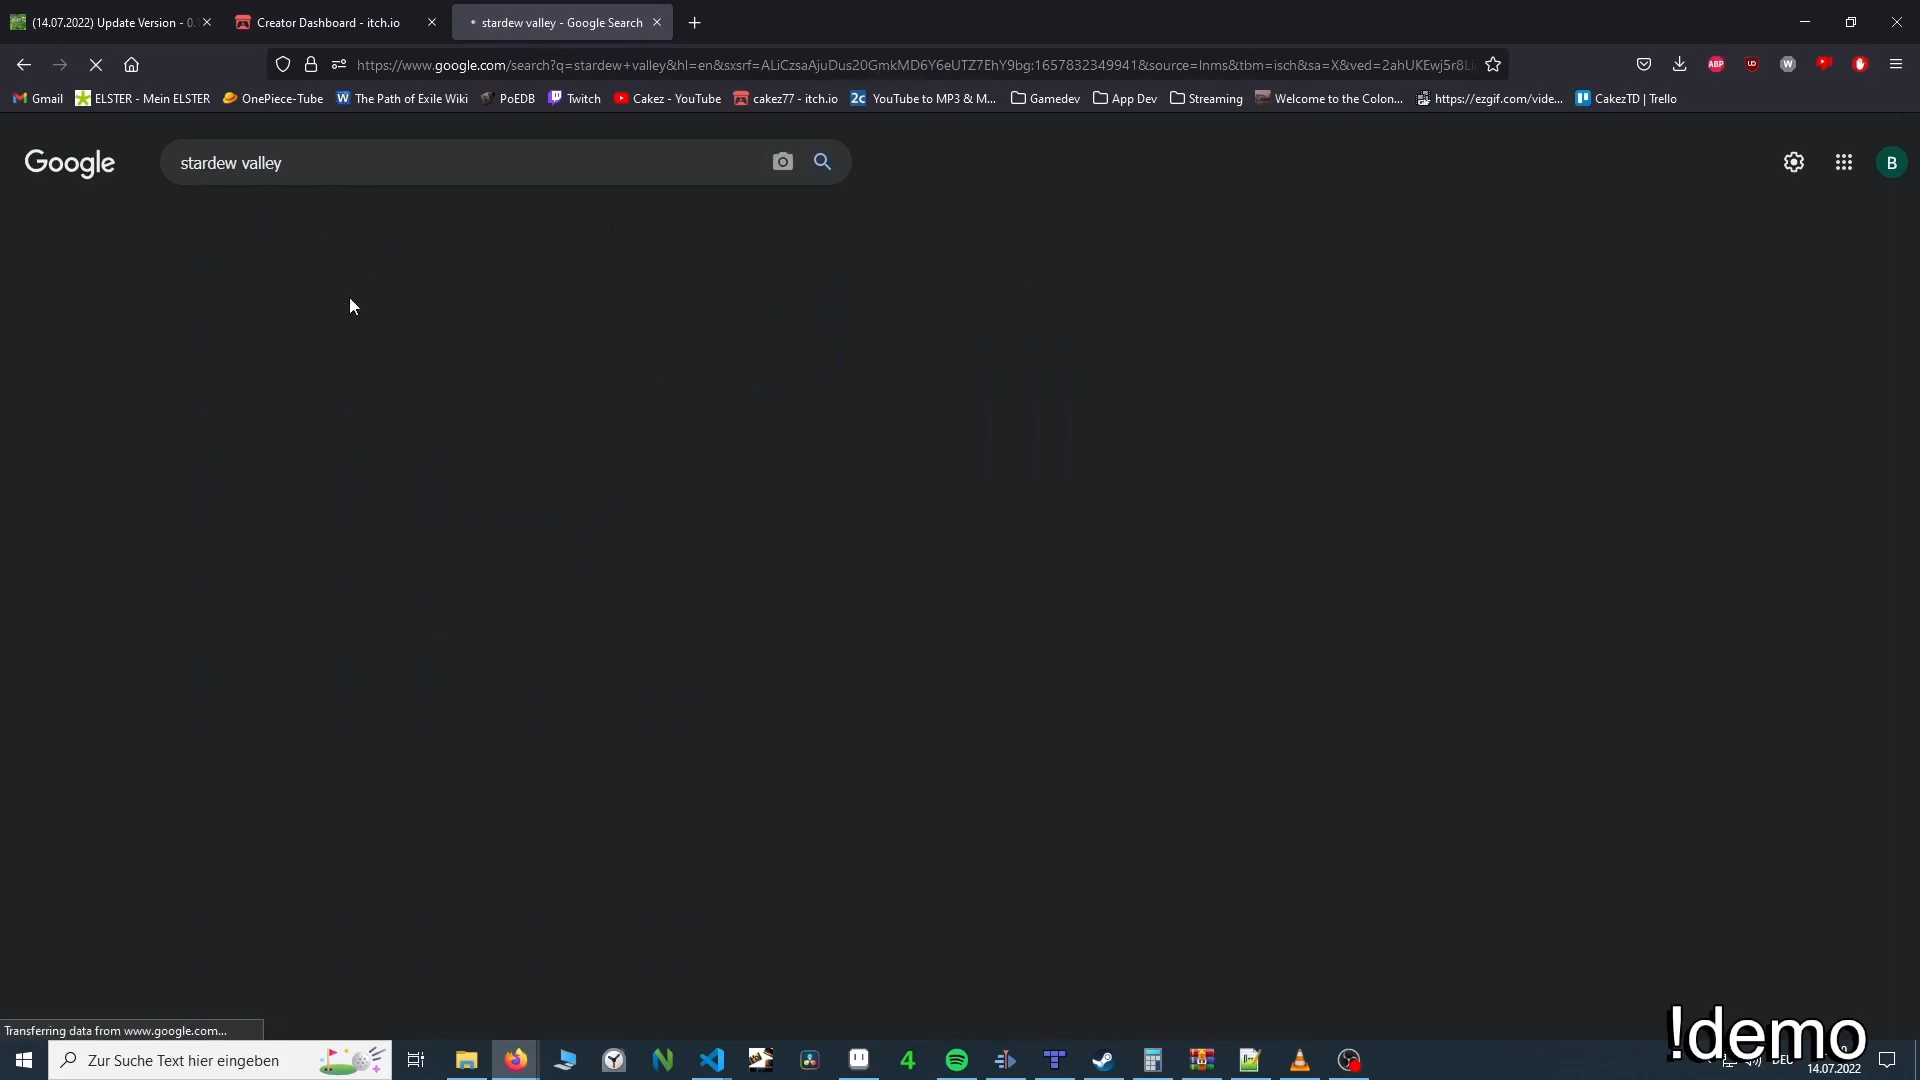 (14.07.2022) Update Version - 0.
Creator Dashboard - itch.io
stardew valley - Google Search
https://www.google.com/search?q=stardew+valley&hl=en&sxsrf=ALiCzsaAjuDus20GmkMD6Y6eUTZ7EhY9bg:1657832349941&source=lnms&tbm=isch&sa=X&ved=2ahUKEwj5r8Li
ABP
Gmail
ELSTER - Mein ELSTER
OnePiece-Tube
The Path of Exile Wiki
PoEDB
Twitch
Cakez - YouTube
cakez77 - itch.io
YouTube to MP3 & M...
Gamedev
App Dev
Streaming
Welcome to the Colon...
https://ezgif.com/vide...
CakezTD | Trello
Google
stardew valley
B
Transferring data from www.google.com...
!demo
Zur Suche Text hier eingeben
14.07.2022